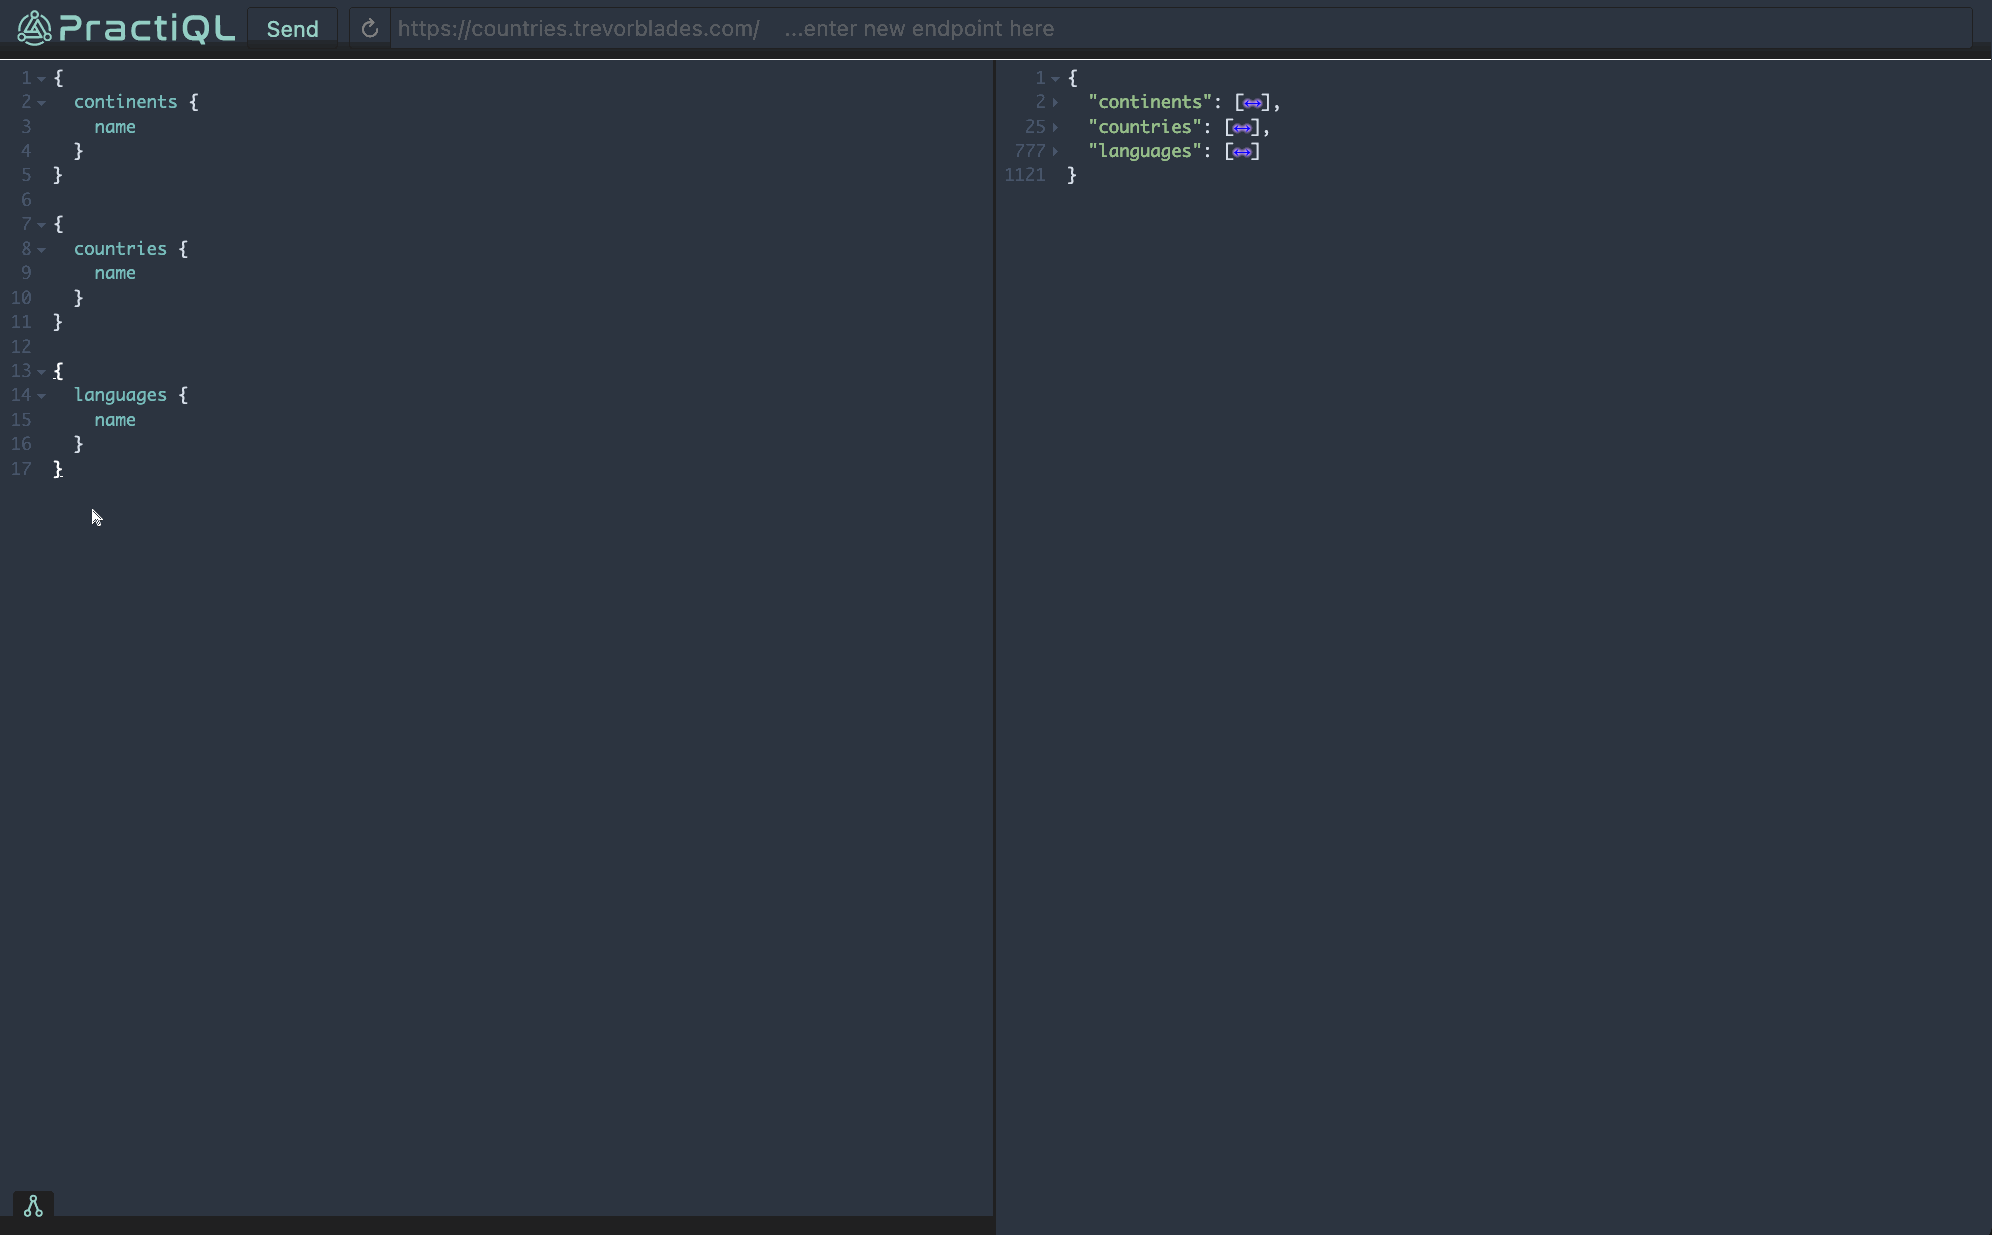 PractiQL Send https://countries.trevorblades.com/ ...enter new endpoint here
1 {
2 continents {
3 name
4 }
5 }
6
7 {
8 countries {
9 name
10 }
11 }
12
13 {
14 languages {
15 name
16 }
17 }
1 {
2 "continents": [↔],
25 "countries": [↔],
777 "languages": [↔]
1121 }